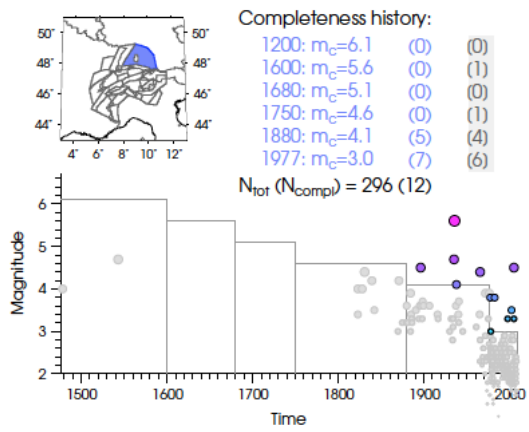 Completeness history:
50° 50°
48° 48°
46° 46°
44° 44°
4° 6° 8° 10° 12°
1200: mc=6.1 (0) (0)
1600: mc=5.6 (0) (1)
1680: mc=5.1 (0) (0)
1750: mc=4.6 (0) (1)
1880: mc=4.1 (5) (4)
1977: mc=3.0 (7) (6)
Ntot (Ncompl) = 296 (12)
Magnitude
6
5
4
3
2
1500 1600 1700 1800 1900 2000
Time